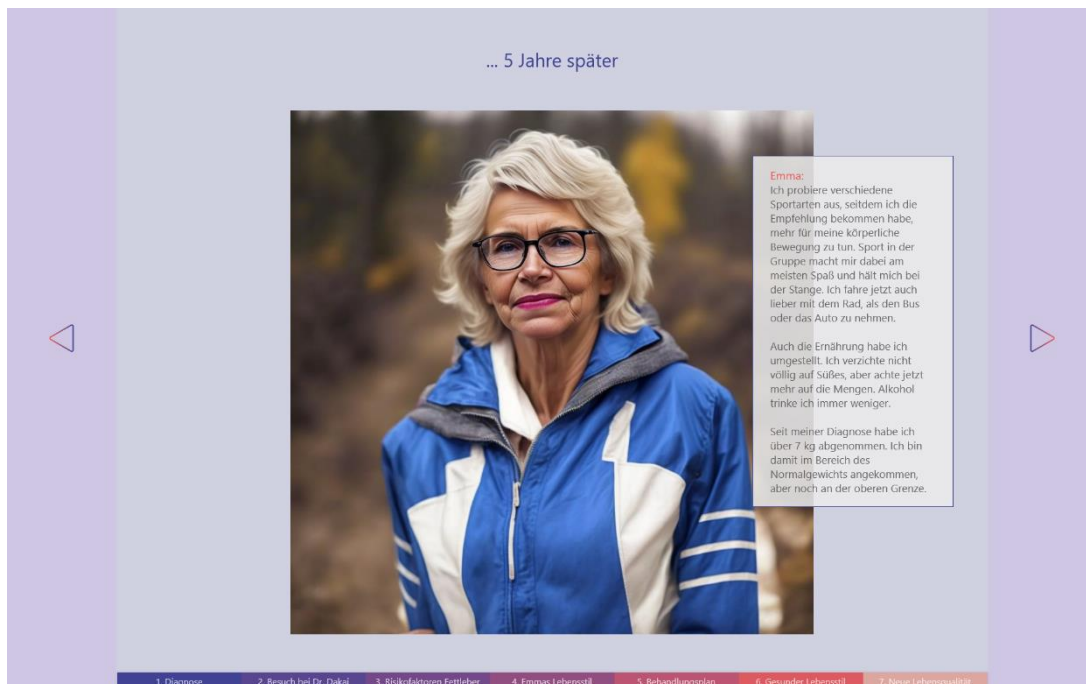 ... 5 Jahre später
Emma:
Ich probiere verschiedene
Sportarten aus, seitdem ich die
Empfehlung bekommen habe,
mehr für meine körperliche
Bewegung zu tun. Sport in der
Gruppe macht mir dabei am
meisten Spaß und hält mich bei
der Stange. Ich fahre jetzt auch
lieber mit dem Rad, als den Bus
oder das Auto zu nehmen.
Auch die Ernährung habe ich
umgestellt. Ich verzichte nicht
völlig auf Süßes, aber achte jetzt
mehr auf die Mengen. Alkohol
trinke ich immer weniger.
Seit meiner Diagnose habe ich
über 7 kg abgenommen. Ich bin
damit im Bereich des
Normalgewichts angekommen,
aber noch an der oberen Grenze.
1. Diagnose 2. Besuch bei Dr. Dakai 3. Risikofaktoren Fettleber 4. Emmas Lebensstil 5. Behandlungsplan 6. Gesunder Lebensstil 7. Neue Lebensqualität